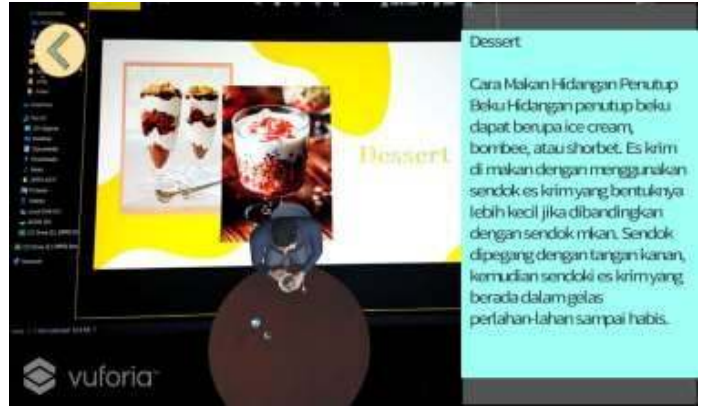 Dessert
Dessert
Cara Makan Hidangan Penutup
Beku Hidangan penutup beku
dapat berupa ice cream,
bombee, atau shorbet. Es krim
di makan dengan menggunakan
sendok es krim yang bentuknya
lebih kecil jika dibandingkan
dengan sendok mkan. Sendok
dipegang dengan tangan kanan,
kemudian sendoki es krim yang
berada dalam gelas
perlahan-lahan sampai habis.
vuforia